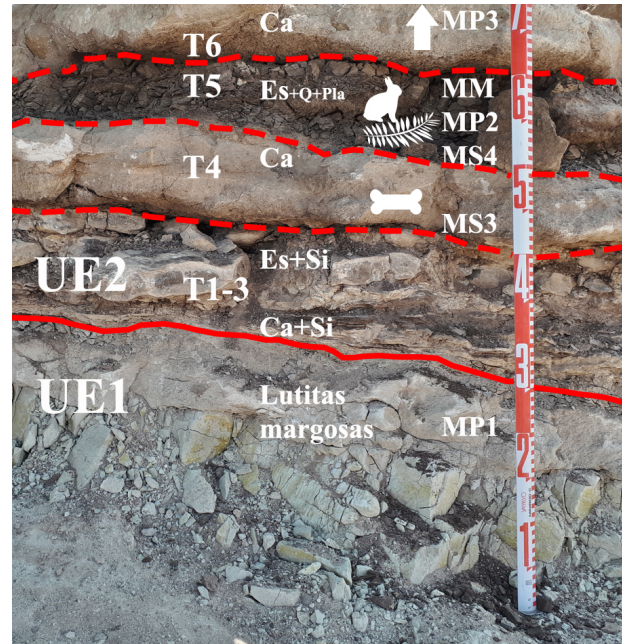 Ca MP3
T6
T5 Es+Q+Pla MM
MP2
MS4
Ca
T4
MS3
Es+Si
UE2 T1-3
Ca+Si
UE1 Lutitas
margosas MP1
7
6
5
4
3
2
1